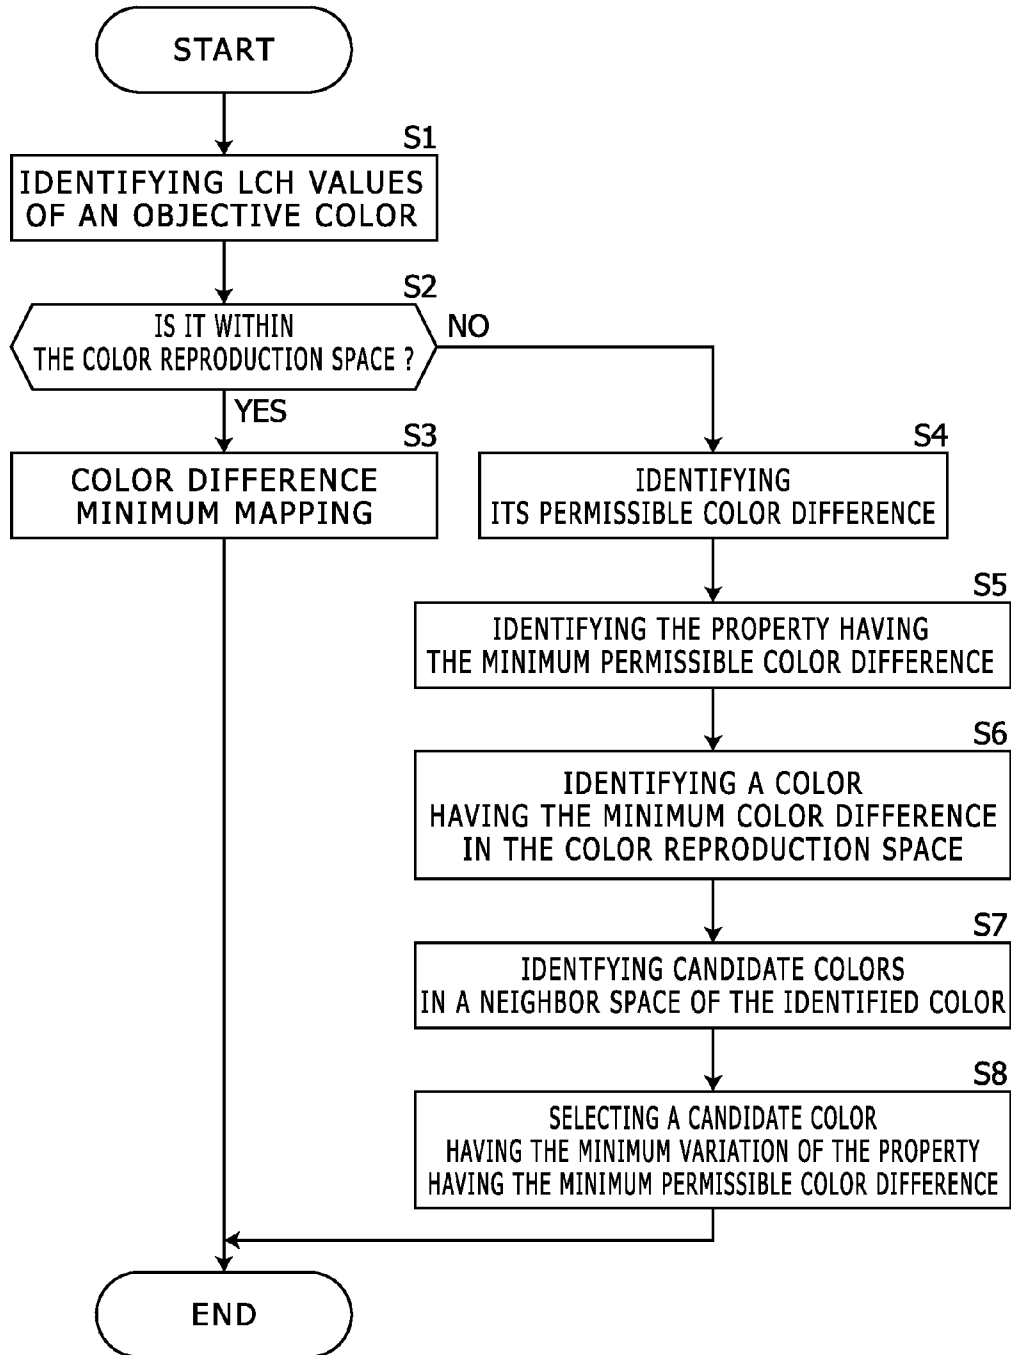 START
S1
IDENTIFYING LCH VALUES
OF AN OBJECTIVE COLOR
S2
IS IT WITHIN
THE COLOR REPRODUCTION SPACE ?
NO
YES
S3
COLOR DIFFERENCE
MINIMUM MAPPING
S4
IDENTIFYING
ITS PERMISSIBLE COLOR DIFFERENCE
S5
IDENTIFYING THE PROPERTY HAVING
THE MINIMUM PERMISSIBLE COLOR DIFFERENCE
S6
IDENTIFYING A COLOR
HAVING THE MINIMUM COLOR DIFFERENCE
IN THE COLOR REPRODUCTION SPACE
S7
IDENTFYING CANDIDATE COLORS
IN A NEIGHBOR SPACE OF THE IDENTIFIED COLOR
S8
SELECTING A CANDIDATE COLOR
HAVING THE MINIMUM VARIATION OF THE PROPERTY
HAVING THE MINIMUM PERMISSIBLE COLOR DIFFERENCE
END